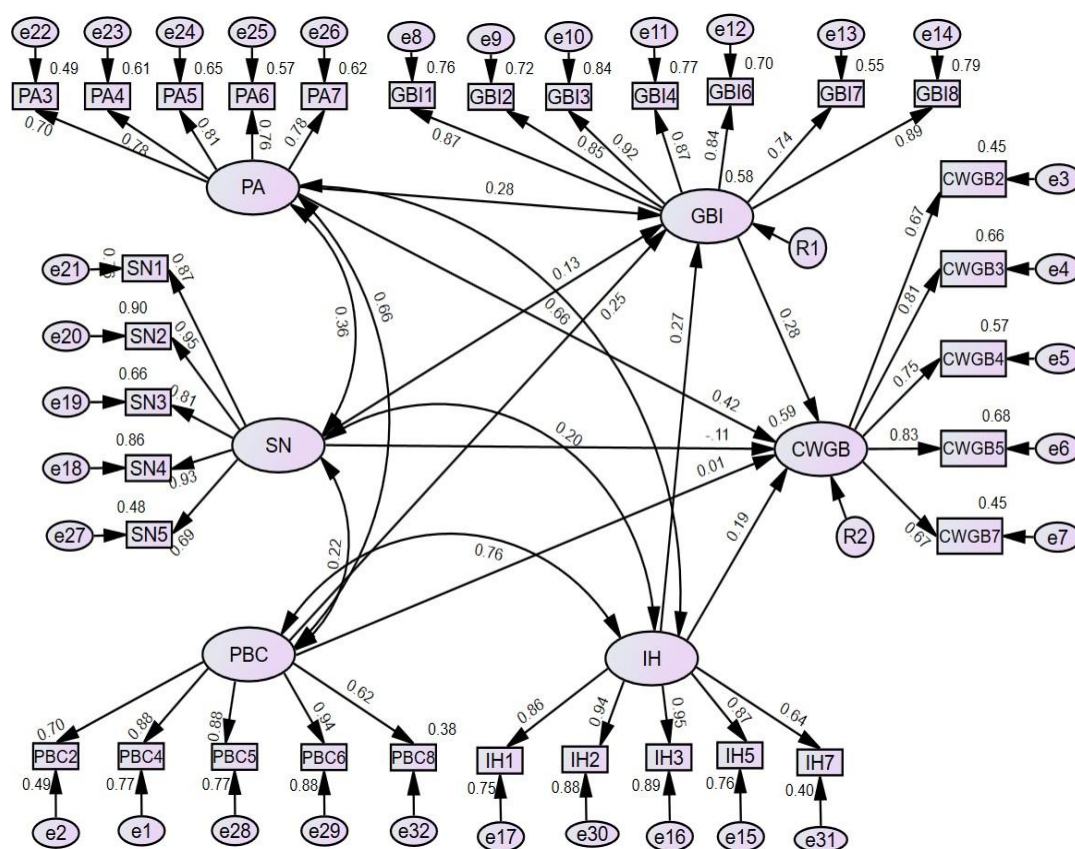 e22 e23 e24 e25 e26 e8 e9 e10 e11 e12 e13 e14
0.49 0.61 0.65 0.57 0.62 0.76 0.72 0.84 0.77 0.70 0.55 0.79
PA3 PA4 PA5 PA6 PA7 GBI1 GBI2 GBI3 GBI4 GBI6 GBI7 GBI8
0.70 0.78 0.81 0.76 0.78 0.87 0.85 0.92 0.87 0.84 0.74 0.89
PA 0.28 0.58 GBI R1
0.45
CWGB2 e3
0.67
0.66
CWGB3 e4
0.81
0.57
CWGB4 e5
0.75
0.68
CWGB5 e6
0.83
0.45
CWGB7 e7
0.67
e21 SN1 0.87
0.90
e20 SN2 0.95
0.66
e19 SN3 0.81
0.86
e18 SN4 0.93
0.48
e27 SN5 0.69
0.36 0.66 0.13 0.66 0.25 0.27 0.28
SN 0.20 -.11 0.42 0.59 CWGB
0.22 0.76 0.01 0.19 R2
PBC IH
0.70 0.88 0.88 0.94 0.62 0.86 0.94 0.95 0.87 0.64
0.38
PBC2 PBC4 PBC5 PBC6 PBC8 IH1 IH2 IH3 IH5 IH7
0.49 0.77 0.77 0.88 0.75 0.88 0.89 0.76 0.40
e2 e1 e28 e29 e32 e17 e30 e16 e15 e31